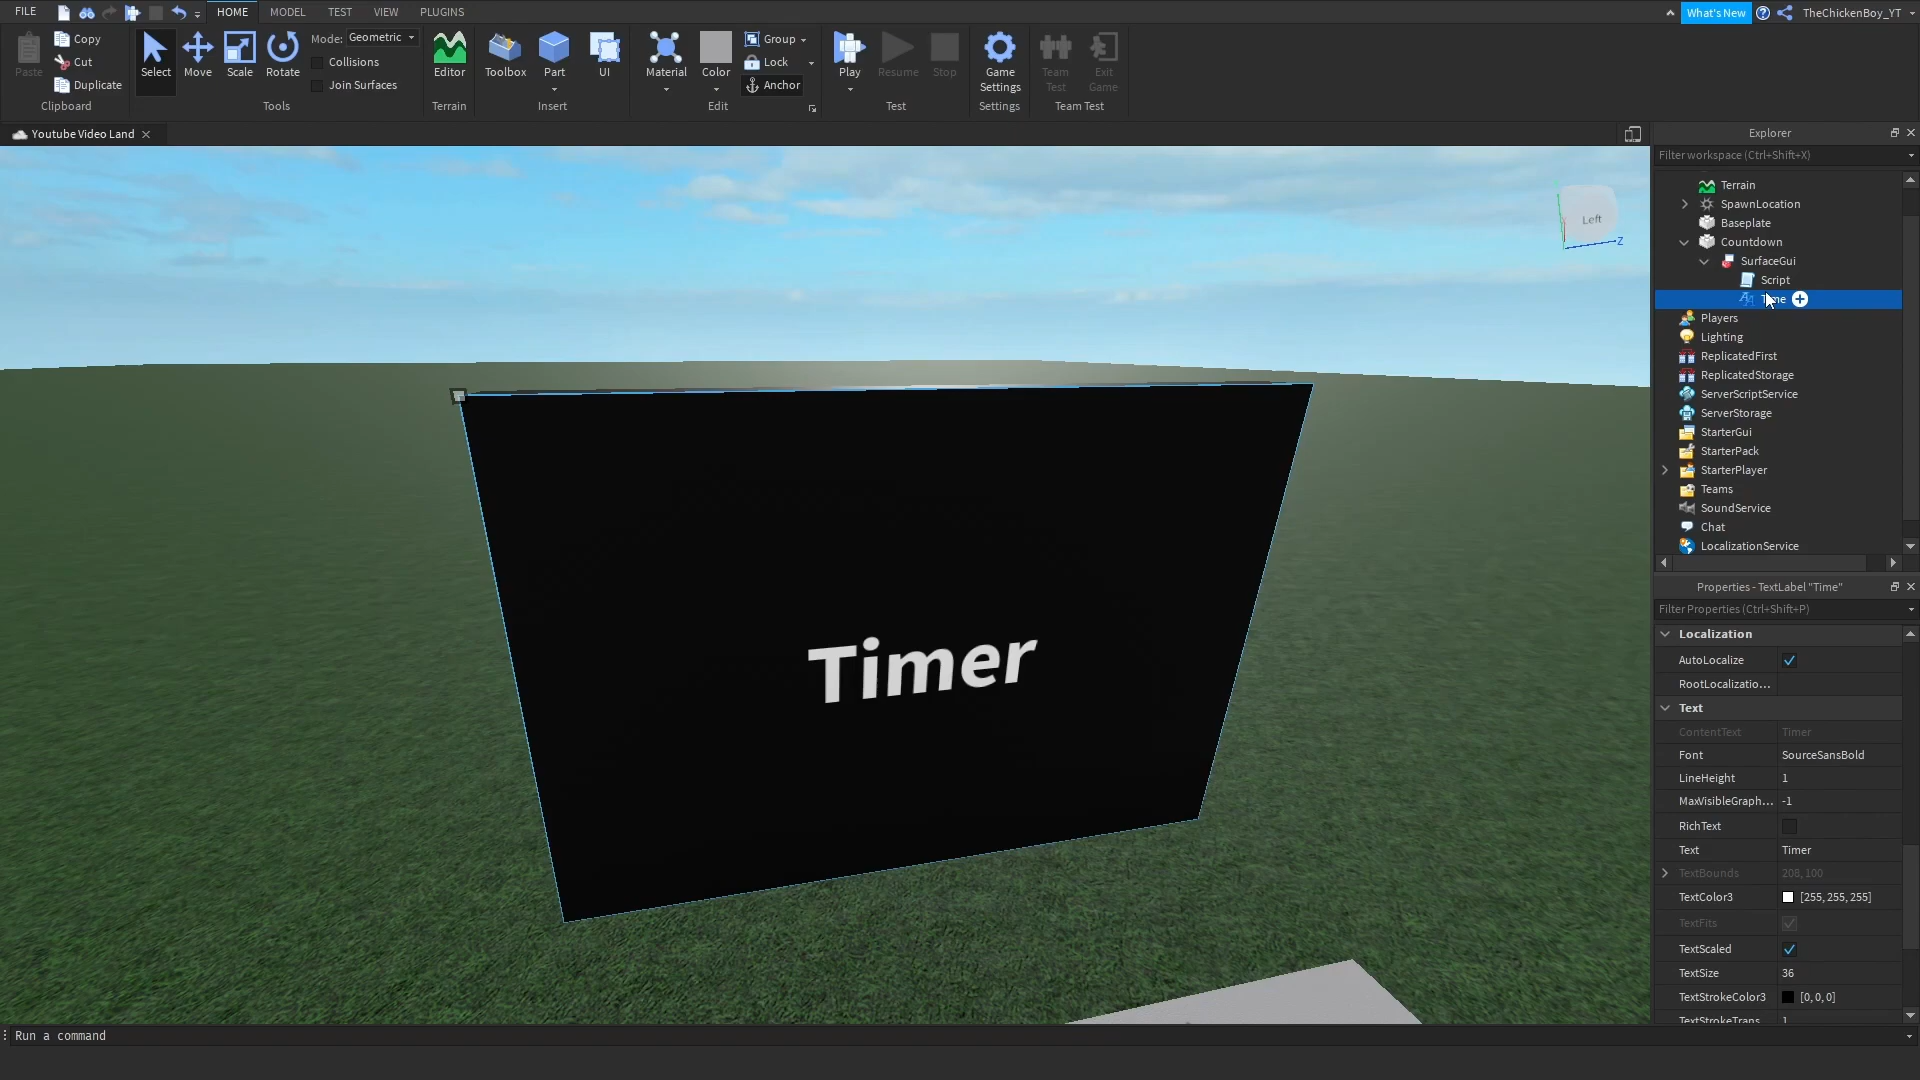 FILE
HOME
MODEL
TEST
VIEW
PLUGINS
What's New
TheChickenBoy_YT
Paste
Copy
Cut
Duplicate
Clipboard
Select
Move
Scale
Rotate
Mode: Geometric
Collisions
Join Surfaces
Tools
Editor
Terrain
Toolbox
Part
UI
Insert
Material
Color
Group
Lock
Anchor
Edit
Play
Resume
Stop
Test
Game
Settings
Settings
Team
Test
Exit
Game
Team Test
Youtube Video Land
Left
Z
Timer
Explorer
Filter workspace (Ctrl+Shift+X)
Terrain
SpawnLocation
Baseplate
Countdown
SurfaceGui
Script
Time
Players
Lighting
ReplicatedFirst
ReplicatedStorage
ServerScriptService
ServerStorage
StarterGui
StarterPack
StarterPlayer
Teams
SoundService
Chat
LocalizationService
Properties - TextLabel "Time"
Filter Properties (Ctrl+Shift+P)
Localization
AutoLocalize
RootLocalizatio...
Text
ContentText Timer
Font SourceSansBold
LineHeight 1
MaxVisibleGraph... -1
RichText
Text Timer
TextBounds 208, 100
TextColor3 [255, 255, 255]
TextFits
TextScaled
TextSize 36
TextStrokeColor3 [0, 0, 0]
TextStrokeTrans... 1
Run a command